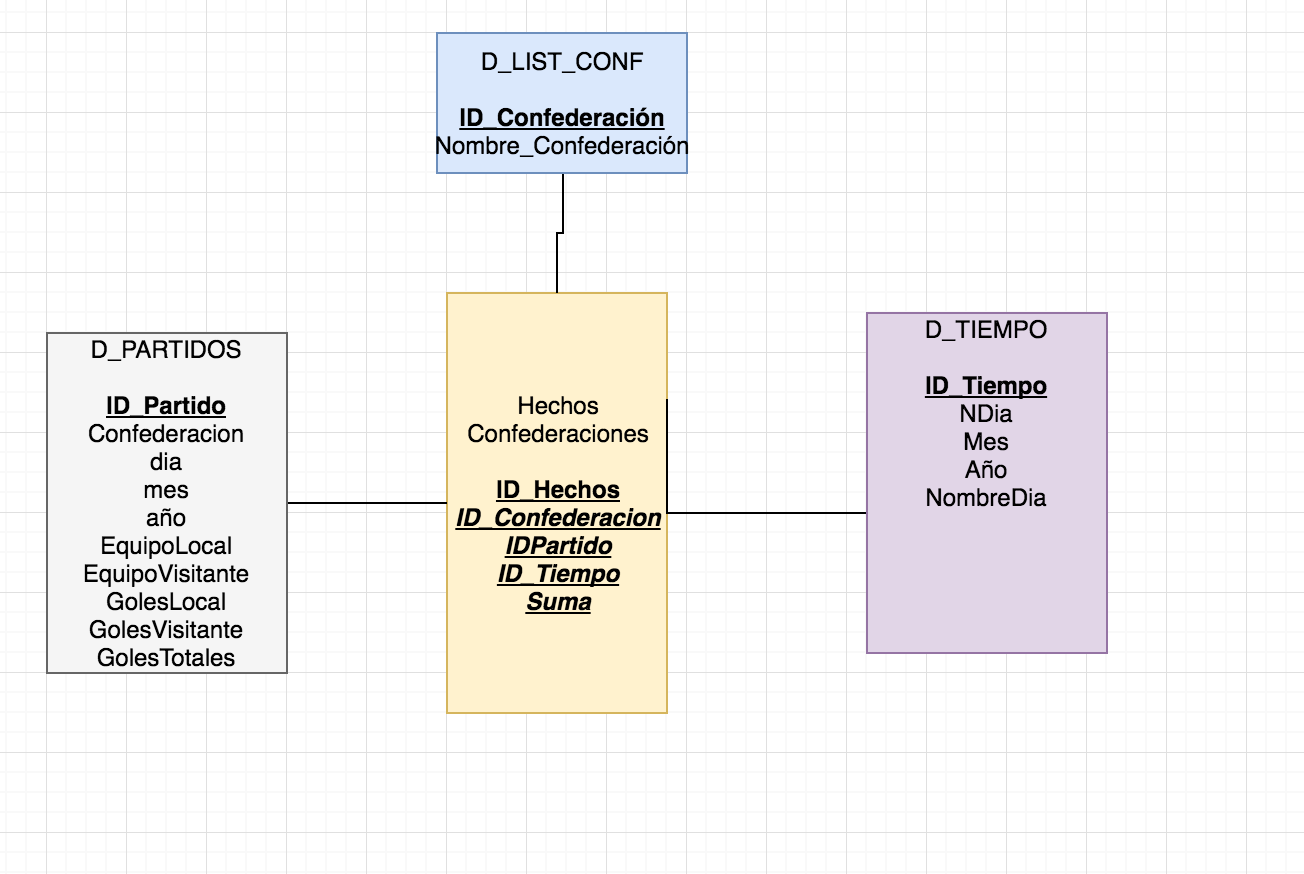 D_LIST_CONF
ID_Confederación
Nombre_Confederación
D_PARTIDOS
ID_Partido
Confederacion
dia
mes
año
EquipoLocal
EquipoVisitante
GolesLocal
GolesVisitante
GolesTotales
Hechos
Confederaciones
ID_Hechos
ID_Confederacion
IDPartido
ID_Tiempo
Suma
D_TIEMPO
ID_Tiempo
NDia
Mes
Año
NombreDia